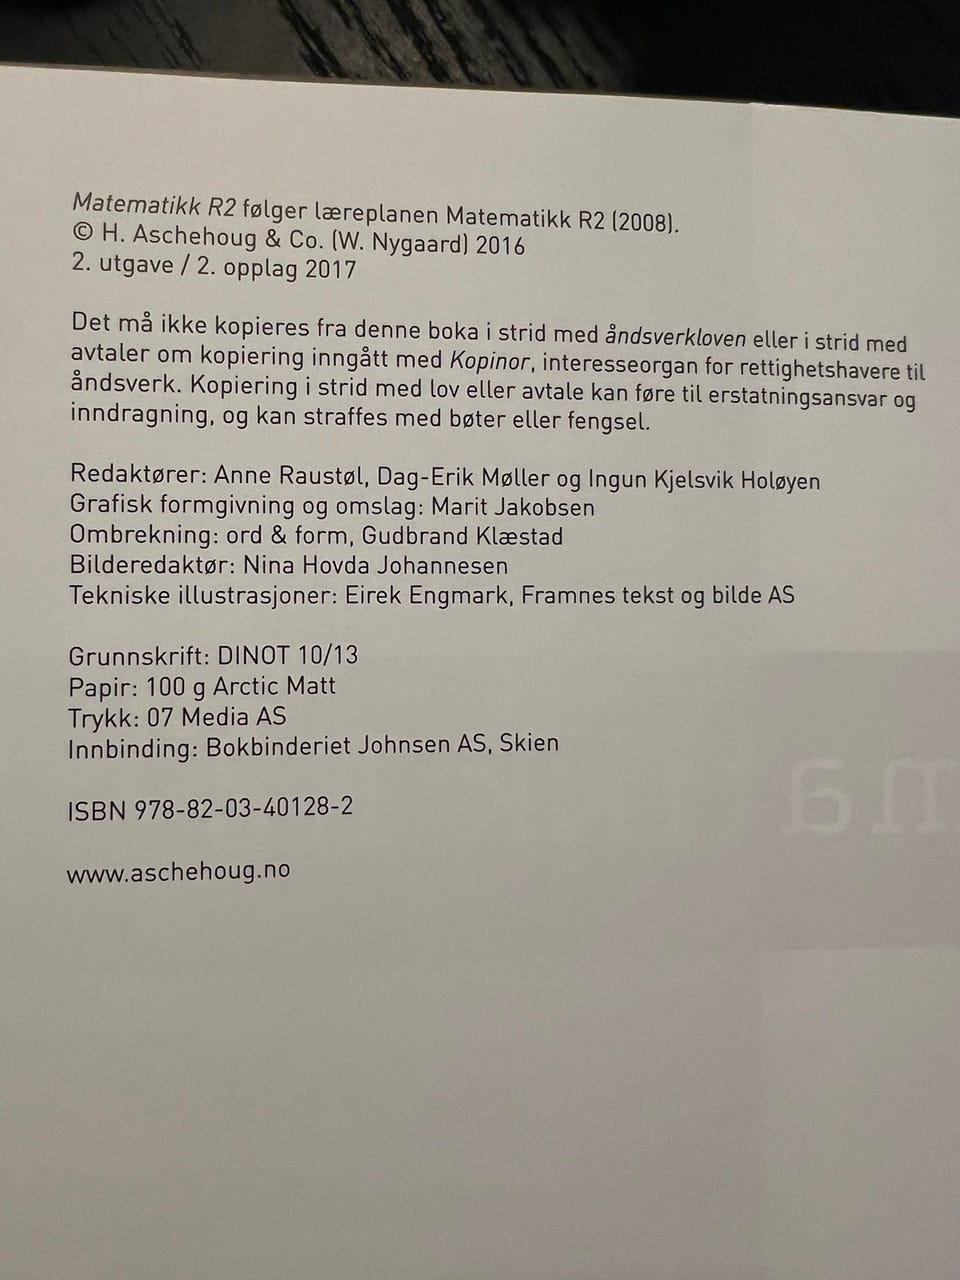 Matematikk R2 følger læreplanen Matematikk R2 (2008).
© H. Aschehoug & Co. (W. Nygaard) 2016
2. utgave / 2. opplag 2017
Det må ikke kopieres fra denne boka i strid med åndsverkloven eller i strid med
avtaler om kopiering inngått med Kopinor, interesseorgan for rettighetshavere til
åndsverk. Kopiering i strid med lov eller avtale kan føre til erstatningsansvar og
inndragning, og kan straffes med bøter eller fengsel.
Redaktører: Anne Raustøl, Dag-Erik Møller og Ingun Kjelsvik Holøyen
Grafisk formgivning og omslag: Marit Jakobsen
Ombrekning: ord & form, Gudbrand Klæstad
Bilderedaktør: Nina Hovda Johannesen
Tekniske illustrasjoner: Eirek Engmark, Framnes tekst og bilde AS
Grunnskrift: DINOT 10/13
Papir: 100 g Arctic Matt
Trykk: 07 Media AS
Innbinding: Bokbinderiet Johnsen AS, Skien
ISBN 978-82-03-40128-2
www.aschehoug.no